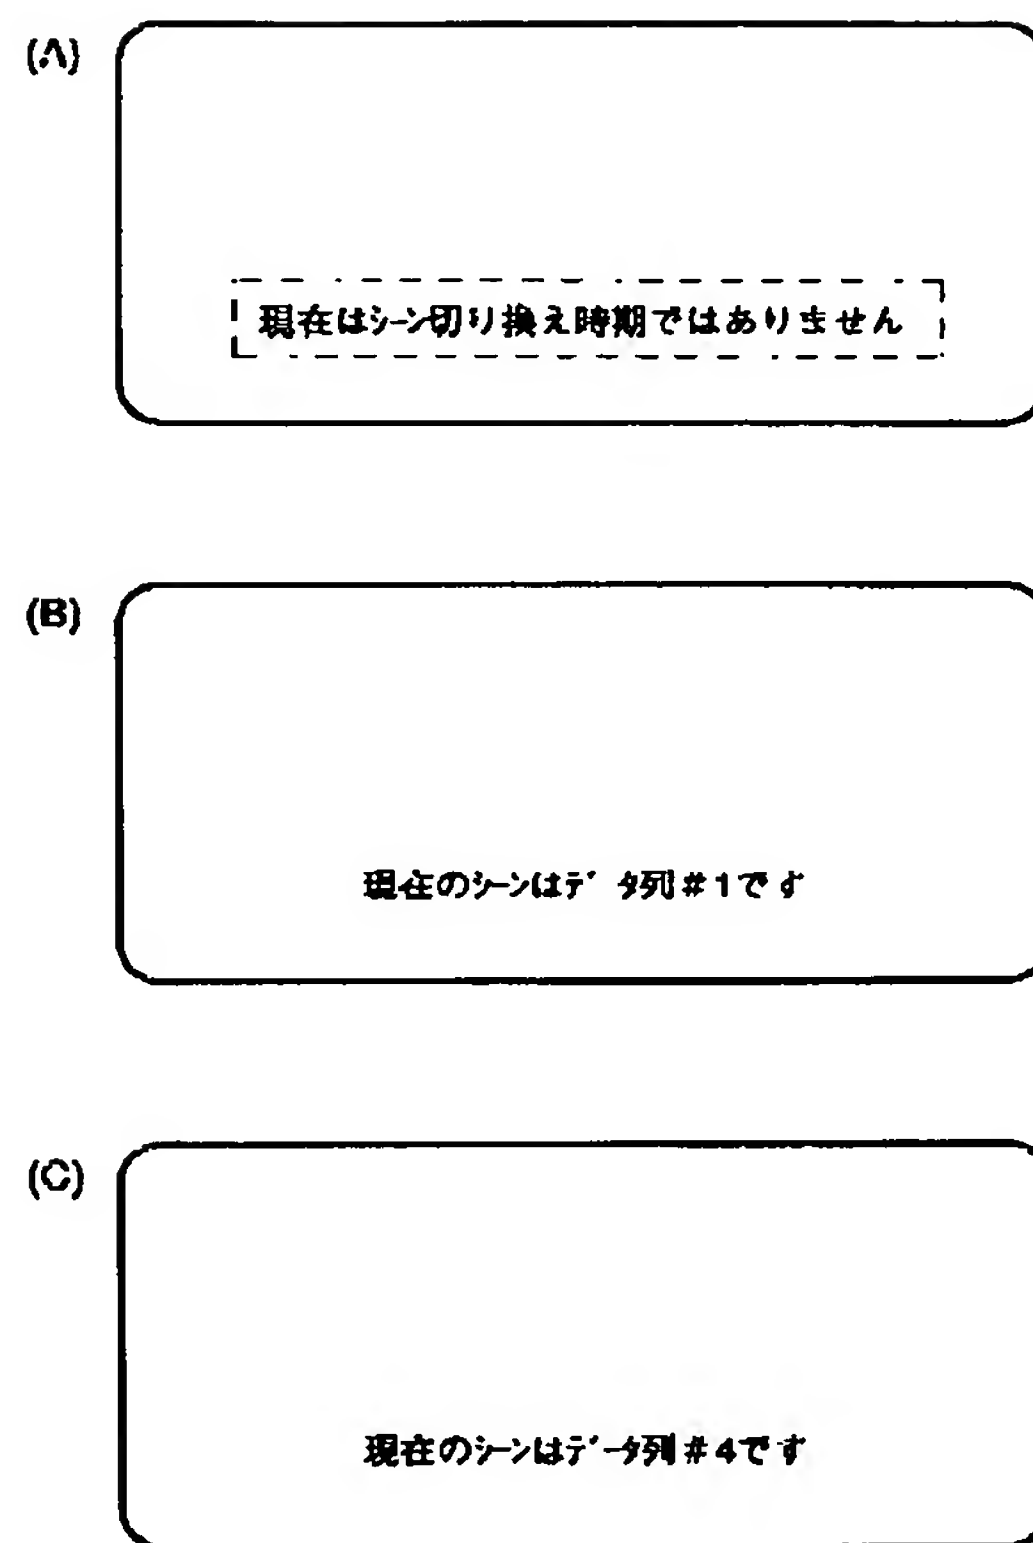 (A)
現在はシーン切り換え時期ではありません
(B)
現在のシーンはデータ列#1です
(C)
現在のシーンはデータ列#4です